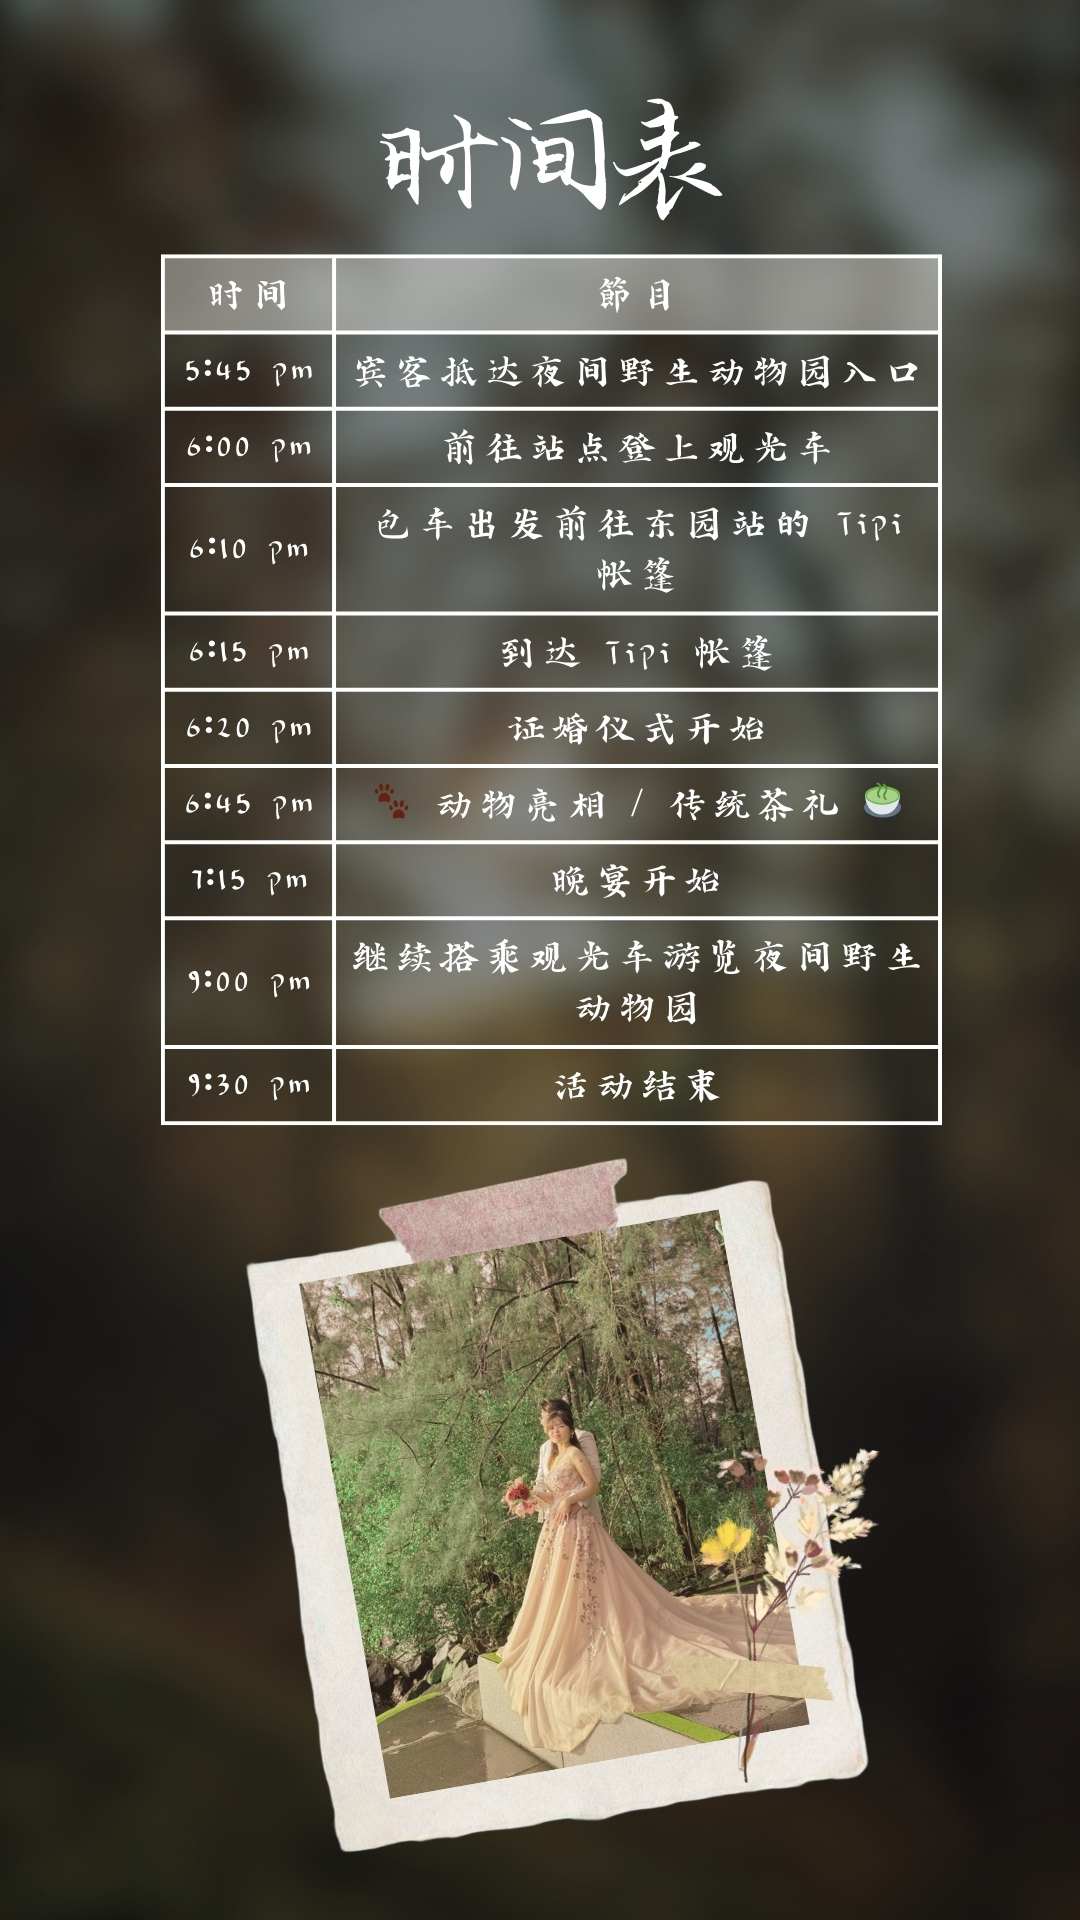 时间表
时间 節目
5:45 pm 宾客抵达夜间野生动物园入口
6:00 pm 前往站点登上观光车
6:10 pm 包车出发前往东园站的 Tipi
帐篷
6:15 pm 到达 Tipi 帐篷
6:20 pm 证婚仪式开始
6:45 pm 动物亮相 / 传统茶礼
7:15 pm 晚宴开始
9:00 pm 继续搭乘观光车游览夜间野生
动物园
9:30 pm 活动结束